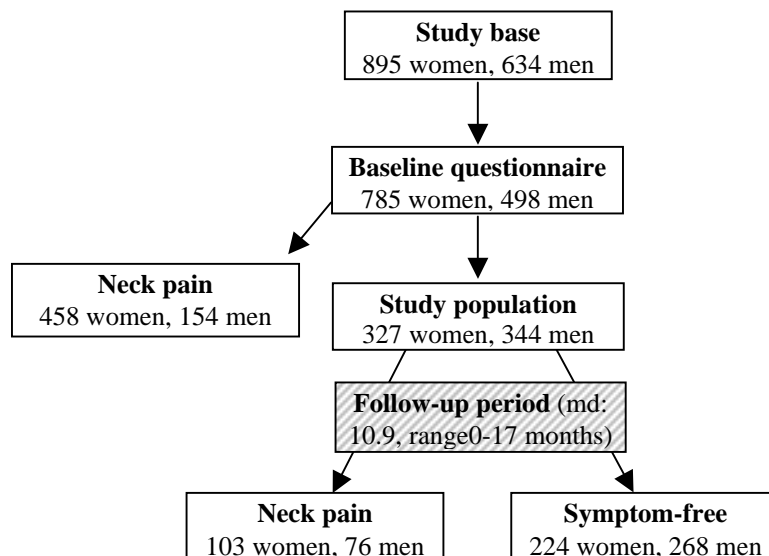 Study base
895 women, 634 men
Baseline questionnaire
785 women, 498 men
Neck pain
458 women, 154 men
Study population
327 women, 344 men
Follow-up period (md:
10.9, range0-17 months)
Neck pain
103 women, 76 men
Symptom-free
224 women, 268 men